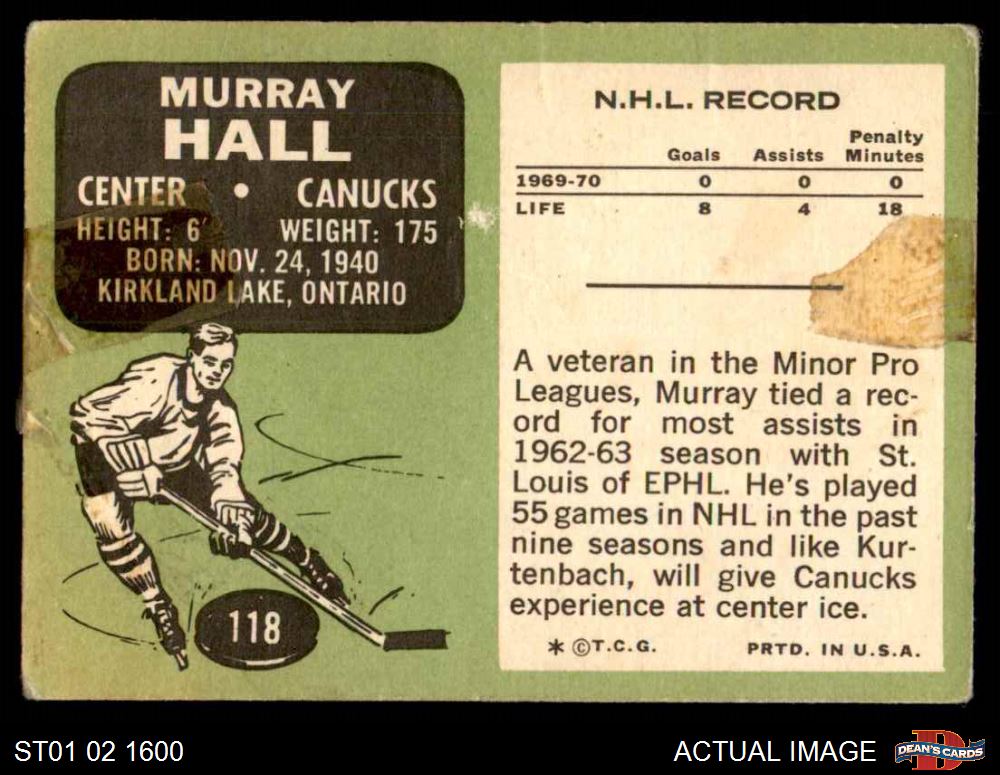 MURRAY
HALL
CENTER • CANUCKS
HEIGHT: 6' WEIGHT: 175
BORN: NOV. 24, 1940
KIRKLAND LAKE, ONTARIO
118
N.H.L. RECORD
Goals Assists Penalty Minutes
1969-70 0 0 0
LIFE 8 4 18
A veteran in the Minor Pro
Leagues, Murray tied a rec-
ord for most assists in
1962-63 season with St.
Louis of EPHL. He's played
55 games in NHL in the past
nine seasons and like Kur-
tenbach, will give Canucks
experience at center ice.
* ©T.C.G. PRTD. IN U.S.A.
ST01 02 1600
ACTUAL IMAGE
DEAN'S CARDS